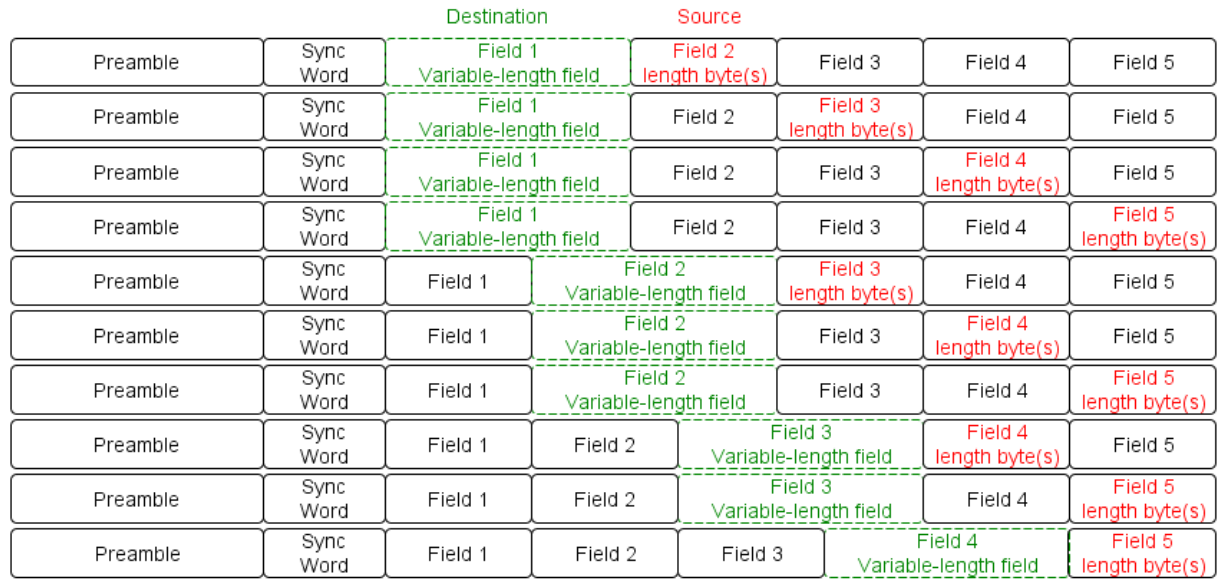 Destination Source
Preamble Sync Word Field 1 Variable-length field Field 2 length byte(s) Field 3 Field 4 Field 5
Preamble Sync Word Field 1 Variable-length field Field 2 Field 3 length byte(s) Field 4 Field 5
Preamble Sync Word Field 1 Variable-length field Field 2 Field 3 Field 4 length byte(s) Field 5
Preamble Sync Word Field 1 Variable-length field Field 2 Field 3 Field 4 Field 5 length byte(s)
Preamble Sync Word Field 1 Field 2 Variable-length field Field 3 length byte(s) Field 4 Field 5
Preamble Sync Word Field 1 Field 2 Variable-length field Field 3 Field 4 length byte(s) Field 5
Preamble Sync Word Field 1 Field 2 Variable-length field Field 3 Field 4 Field 5 length byte(s)
Preamble Sync Word Field 1 Field 2 Field 3 Variable-length field Field 4 length byte(s) Field 5
Preamble Sync Word Field 1 Field 2 Field 3 Variable-length field Field 4 Field 5 length byte(s)
Preamble Sync Word Field 1 Field 2 Field 3 Field 4 Variable-length field Field 5 length byte(s)